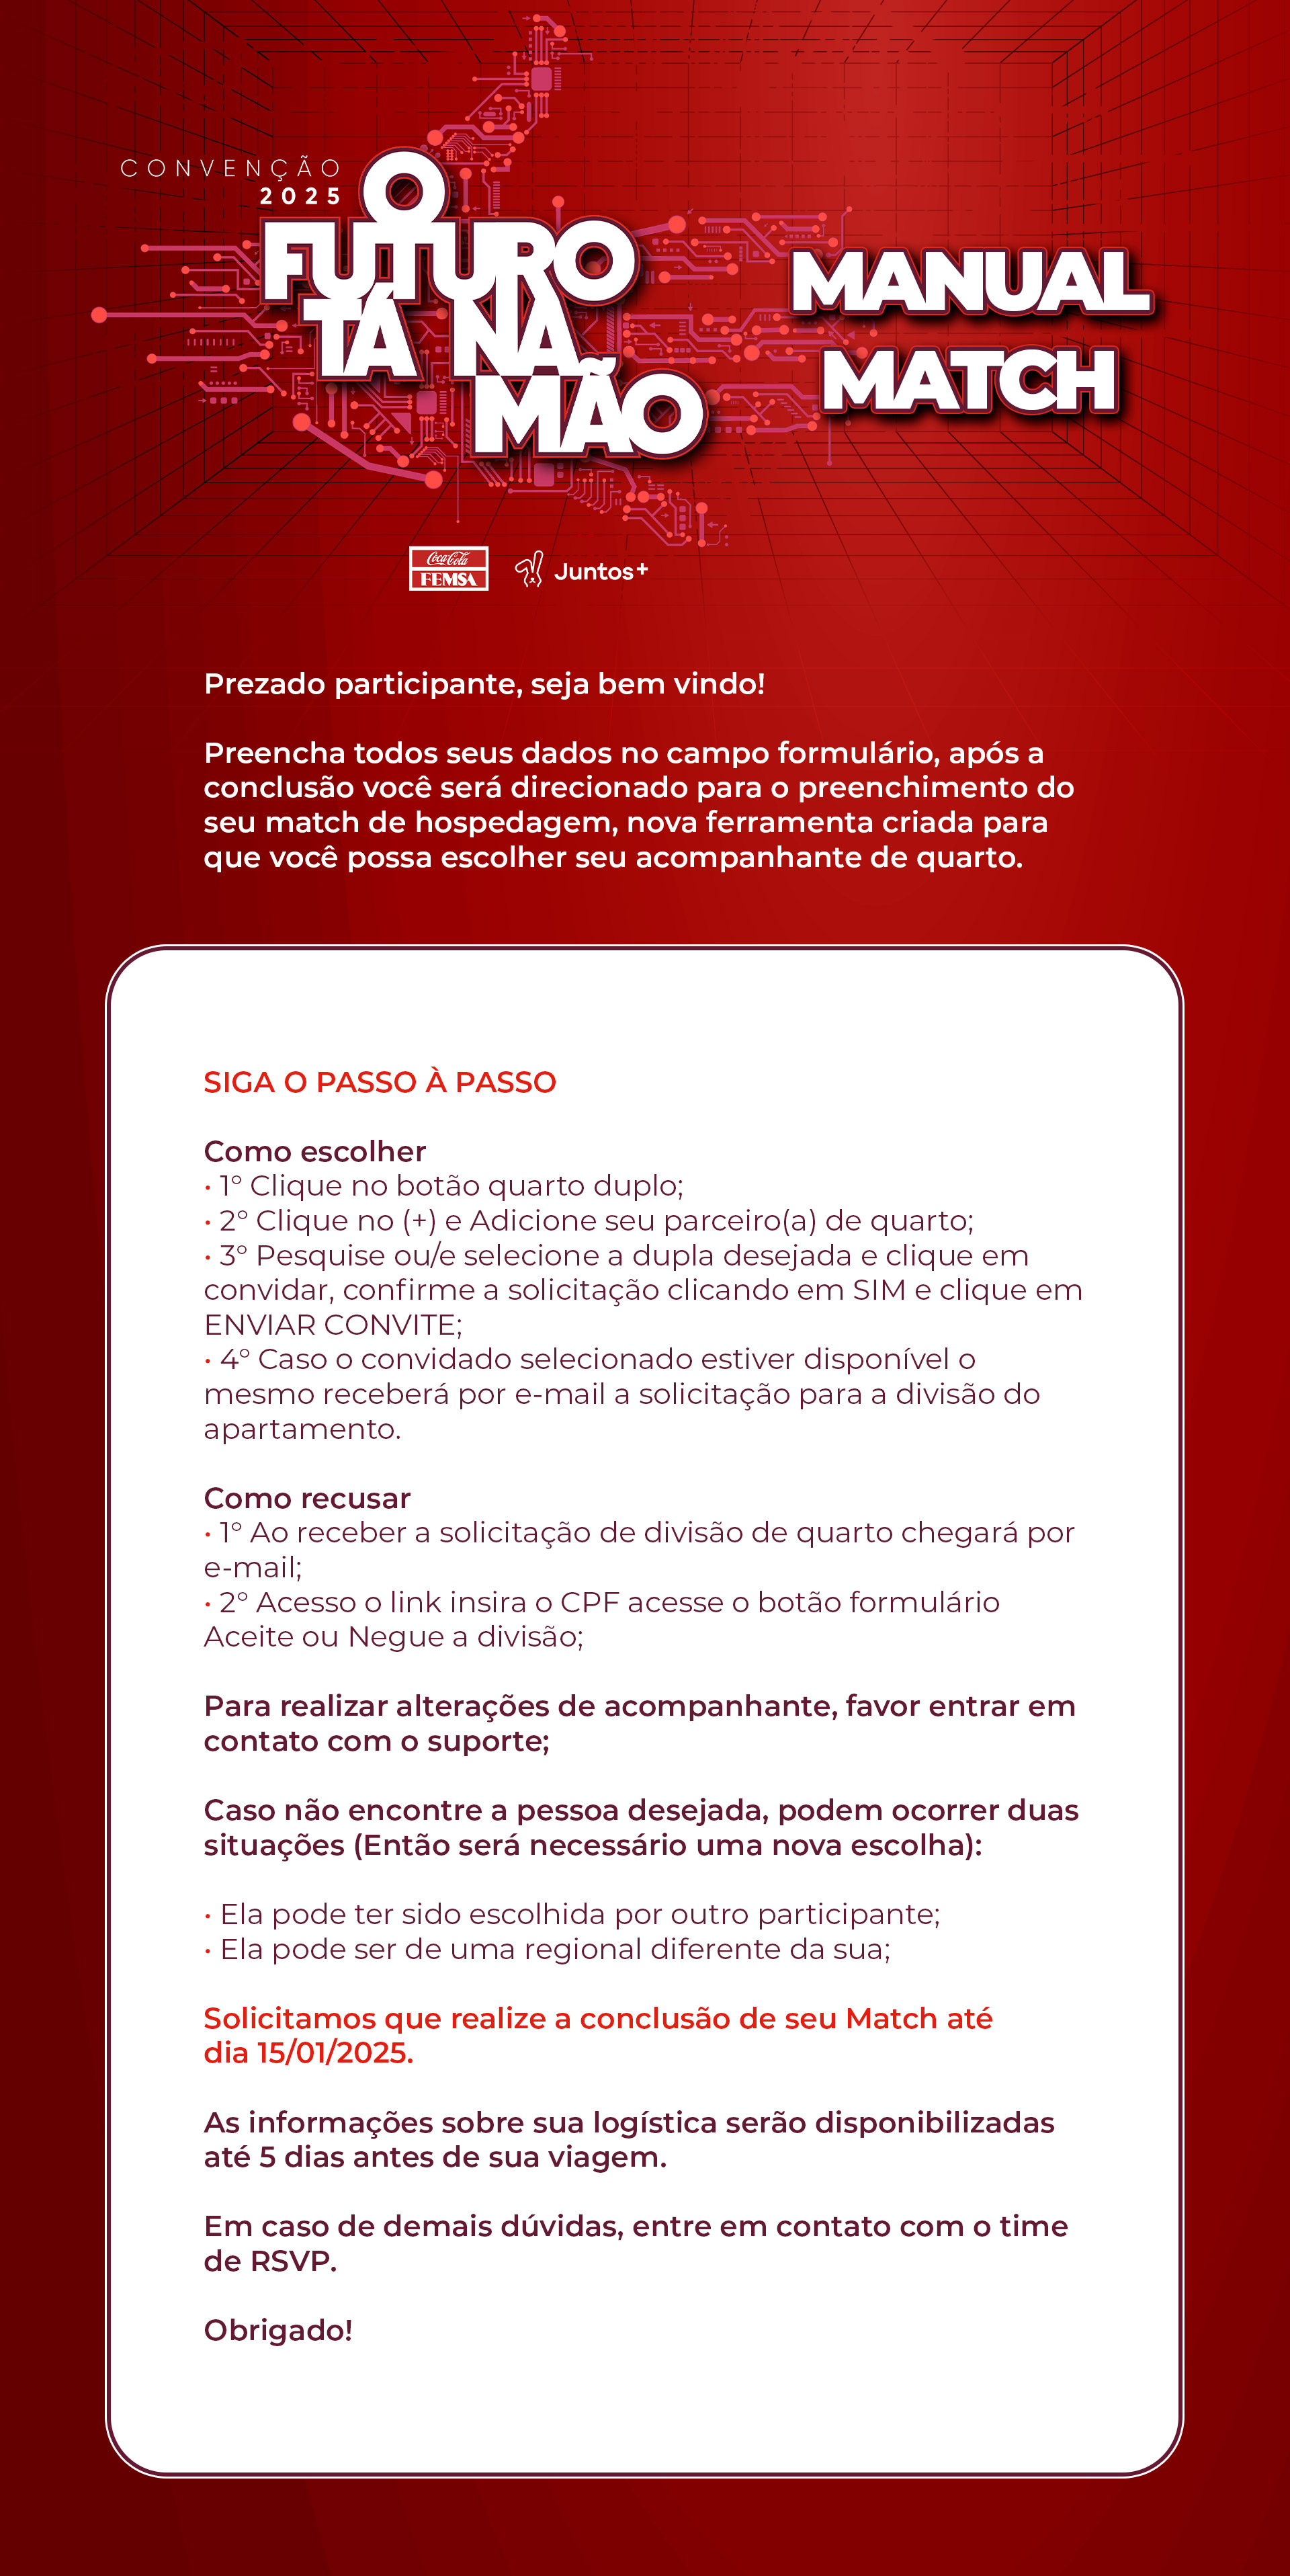 CONVENÇÃO
2025
O
FUTURO
TÁ NA
MÃO
MANUAL
MATCH
Coca-Cola
FEMSA
Juntos+
Prezado participante, seja bem vindo!
Preencha todos seus dados no campo formulário, após a
conclusão você será direcionado para o preenchimento do
seu match de hospedagem, nova ferramenta criada para
que você possa escolher seu acompanhante de quarto.
SIGA O PASSO À PASSO
Como escolher
• 1° Clique no botão quarto duplo;
• 2° Clique no (+) e Adicione seu parceiro(a) de quarto;
• 3° Pesquise ou/e selecione a dupla desejada e clique em
convidar, confirme a solicitação clicando em SIM e clique em
ENVIAR CONVITE;
• 4° Caso o convidado selecionado estiver disponível o
mesmo receberá por e-mail a solicitação para a divisão do
apartamento.
Como recusar
• 1° Ao receber a solicitação de divisão de quarto chegará por
e-mail;
• 2° Acesso o link insira o CPF acesse o botão formulário
Aceite ou Negue a divisão;
Para realizar alterações de acompanhante, favor entrar em
contato com o suporte;
Caso não encontre a pessoa desejada, podem ocorrer duas
situações (Então será necessário uma nova escolha):
• Ela pode ter sido escolhida por outro participante;
• Ela pode ser de uma regional diferente da sua;
Solicitamos que realize a conclusão de seu Match até
dia 15/01/2025.
As informações sobre sua logística serão disponibilizadas
até 5 dias antes de sua viagem.
Em caso de demais dúvidas, entre em contato com o time
de RSVP.
Obrigado!